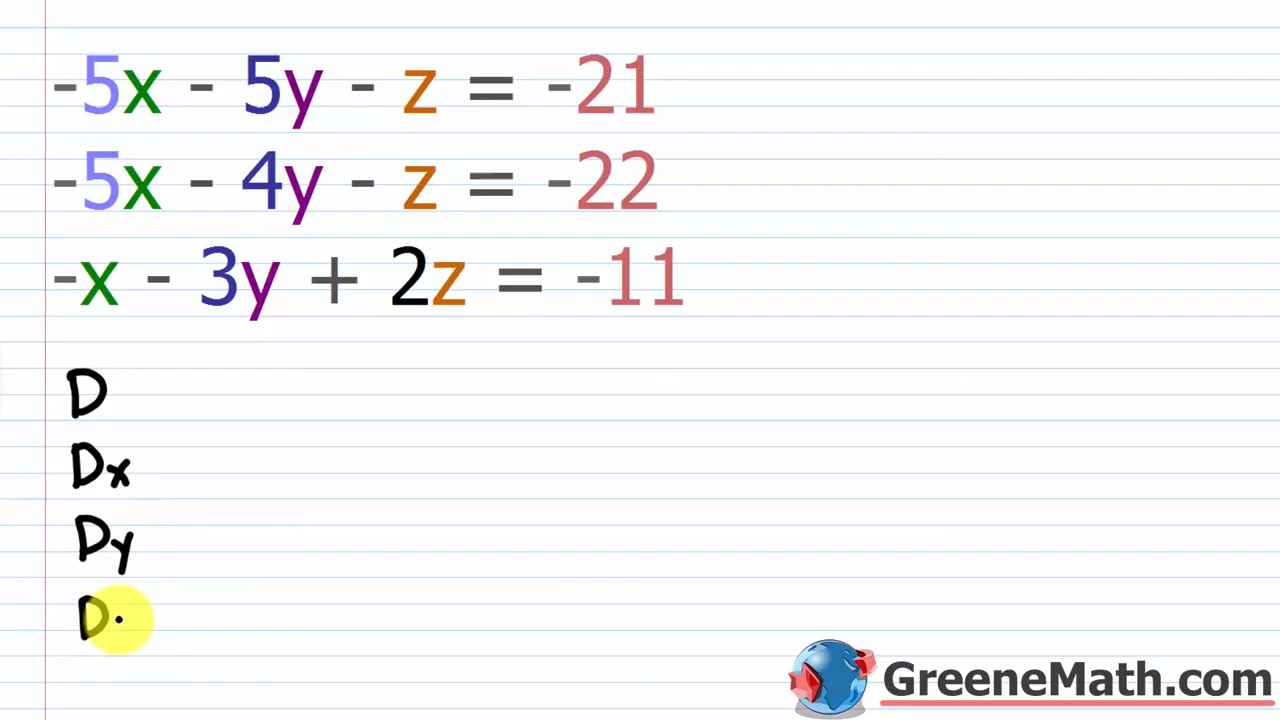 -5x - 5y - z = -21
-5x - 4y - z = -22
-x - 3y + 2z = -11
D
Dx
Dy
D
GreeneMath.com